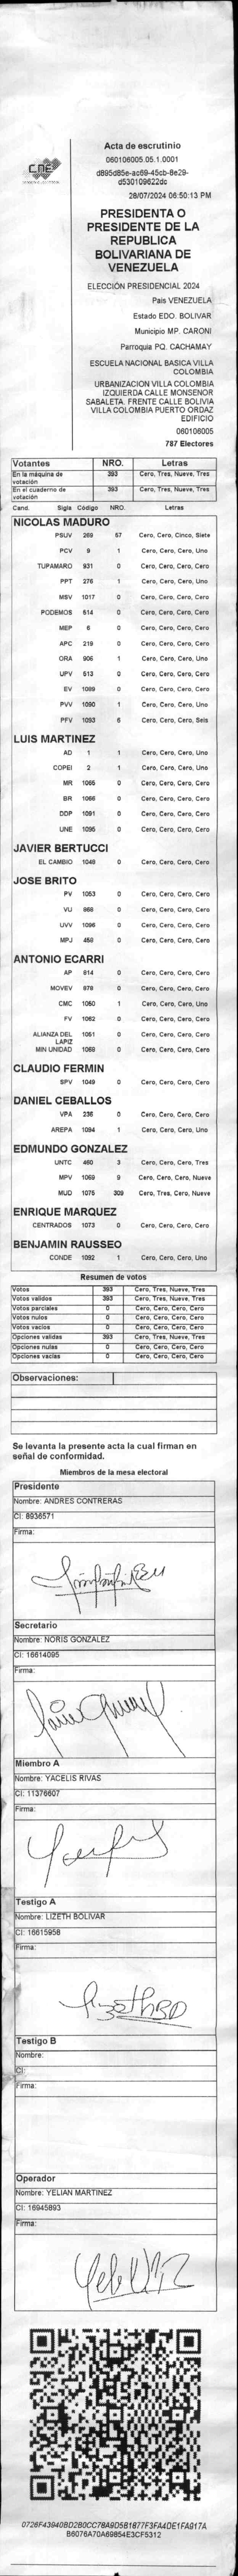 CNE
Acta de escrutinio
060106005.05.1.0001
d895d85e-ac69-45cb-8e29-
d530109622dc
28/07/2024 06:50:13 PM
PRESIDENTA O
PRESIDENTE DE LA
REPUBLICA
BOLIVARIANA DE
VENEZUELA
ELECCIÓN PRESIDENCIAL 2024
Pais VENEZUELA
Estado EDO. BOLIVAR
Municipio MP. CARONI
Parroquia PQ. CACHAMAY
ESCUELA NACIONAL BASICA VILLA
COLOMBIA
URBANIZACION VILLA COLOMBIA
IZQUIERDA CALLE MONSENOR
SABALETA. FRENTE CALLE BOLIVIA
VILLA COLOMBIA PUERTO ORDAZ
EDIFICIO
060106005
787 Electores
Votantes NRO. Letras
En la máquina de votación 393 Cero, Tres, Nueve, Tres
En el cuaderno de votación 393 Cero, Tres, Nueve, Tres
Cand. Sigla Código NRO. Letras
NICOLAS MADURO
PSUV 269 57 Cero, Cero, Cinco, Siete
PCV 9 1 Cero, Cero, Cero, Uno
TUPAMARO 931 0 Cero, Cero, Cero, Cero
PPT 276 1 Cero, Cero, Cero, Uno
MSV 1017 0 Cero, Cero, Cero, Cero
PODEMOS 514 0 Cero, Cero, Cero, Cero
MEP 6 0 Cero, Cero, Cero, Cero
APC 219 0 Cero, Cero, Cero, Cero
ORA 906 1 Cero, Cero, Cero, Uno
UPV 513 0 Cero, Cero, Cero, Cero
EV 1089 0 Cero, Cero, Cero, Cero
PVV 1090 1 Cero, Cero, Cero, Uno
PFV 1093 6 Cero, Cero, Cero, Seis
LUIS MARTINEZ
AD 1 1 Cero, Cero, Cero, Uno
COPEI 2 1 Cero, Cero, Cero, Uno
MR 1065 0 Cero, Cero, Cero, Cero
BR 1066 0 Cero, Cero, Cero, Cero
DDP 1091 0 Cero, Cero, Cero, Cero
UNE 1095 0 Cero, Cero, Cero, Cero
JAVIER BERTUCCI
EL CAMBIO 1048 0 Cero, Cero, Cero, Cero
JOSE BRITO
PV 1053 0 Cero, Cero, Cero, Cero
VU 868 0 Cero, Cero, Cero, Cero
UVV 1096 0 Cero, Cero, Cero, Cero
MPJ 458 0 Cero, Cero, Cero, Cero
ANTONIO ECARRI
AP 814 0 Cero, Cero, Cero, Cero
MOVEV 978 0 Cero, Cero, Cero, Cero
CMC 1050 1 Cero, Cero, Cero, Uno
FV 1062 0 Cero, Cero, Cero, Cero
ALIANZA DEL LAPIZ 1051 0 Cero, Cero, Cero, Cero
MIN UNIDAD 1068 0 Cero, Cero, Cero, Cero
CLAUDIO FERMIN
SPV 1049 0 Cero, Cero, Cero, Cero
DANIEL CEBALLOS
VPA 236 0 Cero, Cero, Cero, Cero
AREPA 1094 1 Cero, Cero, Cero, Uno
EDMUNDO GONZALEZ
UNTC 460 3 Cero, Cero, Cero, Tres
MPV 1069 9 Cero, Cero, Cero, Nueve
MUD 1075 309 Cero, Tres, Cero, Nueve
ENRIQUE MARQUEZ
CENTRADOS 1073 0 Cero, Cero, Cero, Cero
BENJAMIN RAUSSEO
CONDE 1092 1 Cero, Cero, Cero, Uno
Resumen de votos
Votos 393 Cero, Tres, Nueve, Tres
Votos validos 393 Cero, Tres, Nueve, Tres
Votos parciales 0 Cero, Cero, Cero, Cero
Votos nulos 0 Cero, Cero, Cero, Cero
Votos vacios 0 Cero, Cero, Cero, Cero
Opciones validas 393 Cero, Tres, Nueve, Tres
Opciones nulas 0 Cero, Cero, Cero, Cero
Opciones vacias 0 Cero, Cero, Cero, Cero
Observaciones:
Se levanta la presente acta la cual firman en
señal de conformidad.
Miembros de la mesa electoral
Presidente
Nombre: ANDRES CONTRERAS
CI: 8936571
Firma:
Secretario
Nombre: NORIS GONZALEZ
CI: 16614095
Firma:
Miembro A
Nombre: YACELIS RIVAS
CI: 11376607
Firma:
Testigo A
Nombre: LIZETH BOLIVAR
CI: 16615958
Firma:
Testigo B
Nombre:
CI:
Firma:
Operador
Nombre: YELIAN MARTINEZ
CI: 16945893
Firma:
0726F43940BD2B0CC78A9D5B1877F3FA4DE1FA917A
B6076A70A69854E3CF5312